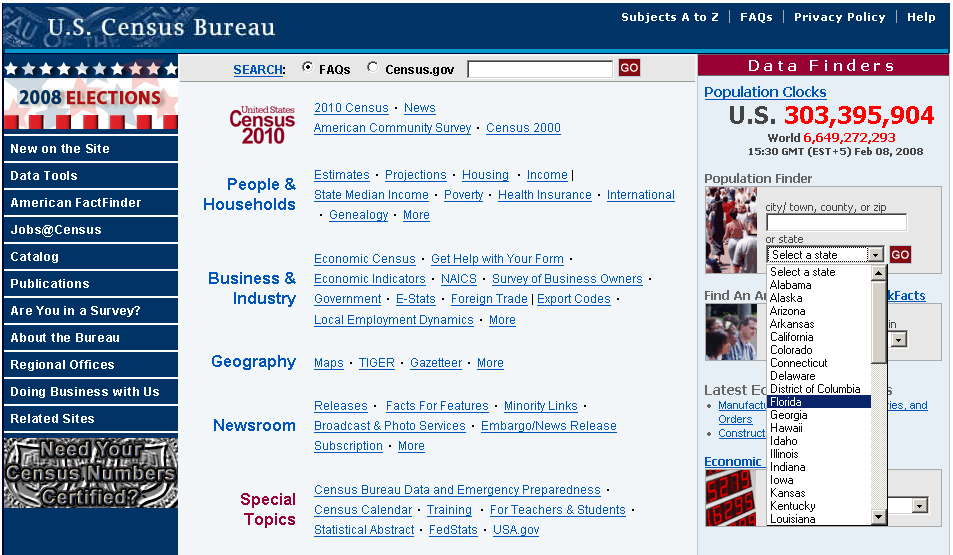 U.S. Census Bureau
Subjects A to Z | FAQs | Privacy Policy | Help
2008 ELECTIONS
New on the Site
Data Tools
American FactFinder
Jobs@Census
Catalog
Publications
Are You in a Survey?
About the Bureau
Regional Offices
Doing Business with Us
Related Sites
Need Your
Census Numbers
Certified?
SEARCH: FAQs Census.gov GO
United States
Census
2010
2010 Census · News
American Community Survey · Census 2000
People &
Households
Estimates · Projections · Housing · Income |
State Median Income · Poverty · Health Insurance · International
· Genealogy · More
Business &
Industry
Economic Census · Get Help with Your Form ·
Economic Indicators · NAICS · Survey of Business Owners ·
Government · E-Stats · Foreign Trade | Export Codes ·
Local Employment Dynamics · More
Geography
Maps · TIGER · Gazetteer · More
Newsroom
Releases · Facts For Features · Minority Links ·
Broadcast & Photo Services · Embargo/News Release
Subscription · More
Special
Topics
Census Bureau Data and Emergency Preparedness ·
Census Calendar · Training · For Teachers & Students ·
Statistical Abstract · FedStats · USA.gov
Data Finders
Population Clocks
U.S. 303,395,904
World 6,649,272,293
15:30 GMT (EST+5) Feb 08, 2008
Population Finder
city/ town, county, or zip
or state
Select a state GO
Select a state
Alabama
Alaska
Arizona
Arkansas
California
Colorado
Connecticut
Delaware
District of Columbia
Florida
Georgia
Hawaii
Idaho
Illinois
Indiana
Iowa
Kansas
Kentucky
Louisiana
Find An
kFacts
in
Latest
s
Manufact
ries, and
Orders
Construct
Economic